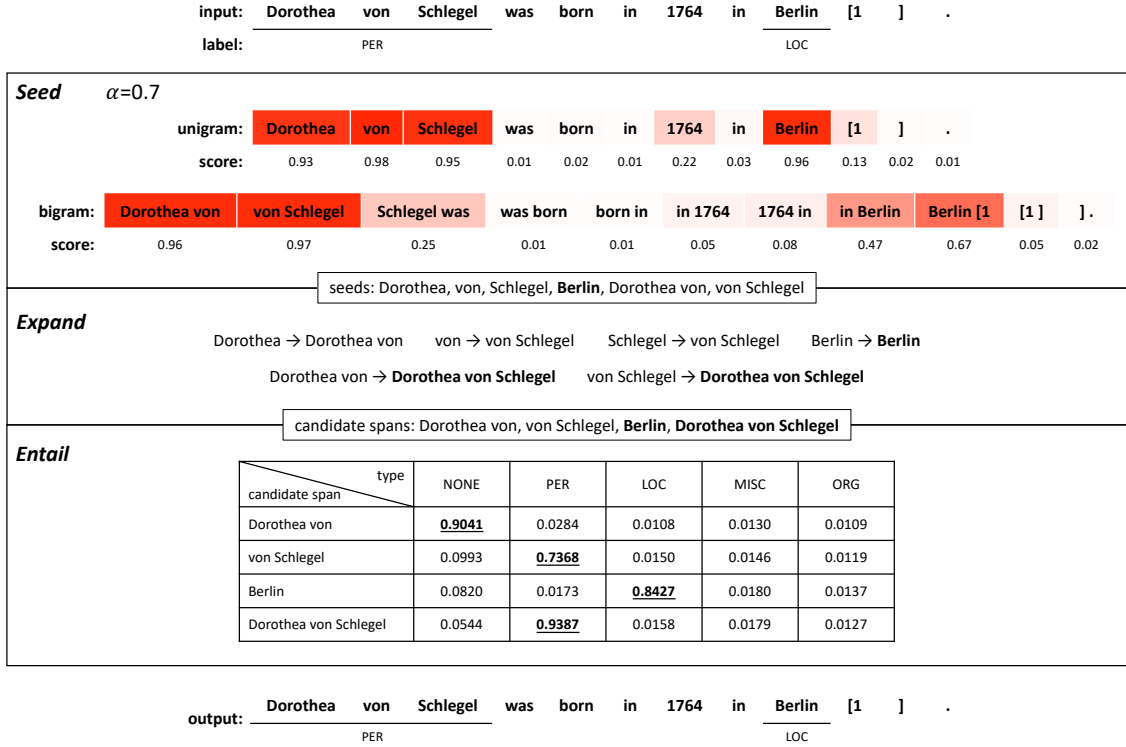 input: Dorothea von Schlegel was born in 1764 in Berlin [1 ] .
label: PER LOC
Seed α=0.7
unigram: Dorothea von Schlegel was born in 1764 in Berlin [1 ] .
score: 0.93 0.98 0.95 0.01 0.02 0.01 0.22 0.03 0.96 0.13 0.02 0.01
bigram: Dorothea von von Schlegel Schlegel was was born born in in 1764 1764 in in Berlin Berlin [1 [1 ] ] .
score: 0.96 0.97 0.25 0.01 0.01 0.05 0.08 0.47 0.67 0.05 0.02
seeds: Dorothea, von, Schlegel, Berlin, Dorothea von, von Schlegel
Expand
Dorothea → Dorothea von von → von Schlegel Schlegel → von Schlegel Berlin → Berlin
Dorothea von → Dorothea von Schlegel von Schlegel → Dorothea von Schlegel
candidate spans: Dorothea von, von Schlegel, Berlin, Dorothea von Schlegel
Entail
type
candidate span
NONE PER LOC MISC ORG
Dorothea von 0.9041 0.0284 0.0108 0.0130 0.0109
von Schlegel 0.0993 0.7368 0.0150 0.0146 0.0119
Berlin 0.0820 0.0173 0.8427 0.0180 0.0137
Dorothea von Schlegel 0.0544 0.9387 0.0158 0.0179 0.0127
output: Dorothea von Schlegel was born in 1764 in Berlin [1 ] .
PER LOC